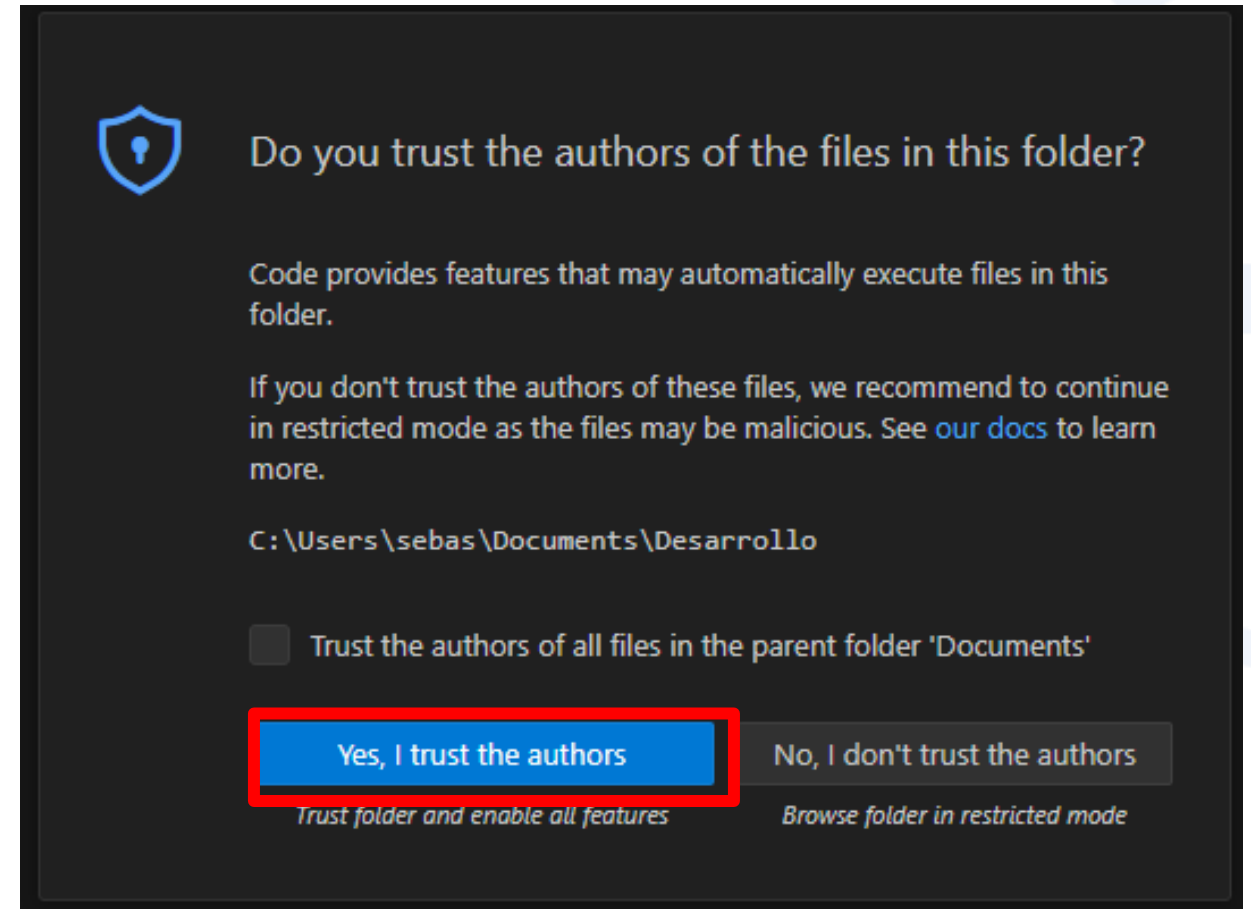 Do you trust the authors of the files in this folder?
Code provides features that may automatically execute files in this
folder.
If you don't trust the authors of these files, we recommend to continue
in restricted mode as the files may be malicious. See our docs to learn
more.
C:\Users\sebas\Documents\Desarrollo
Trust the authors of all files in the parent folder 'Documents'
Yes, I trust the authors
No, I don't trust the authors
Trust folder and enable all features
Browse folder in restricted mode